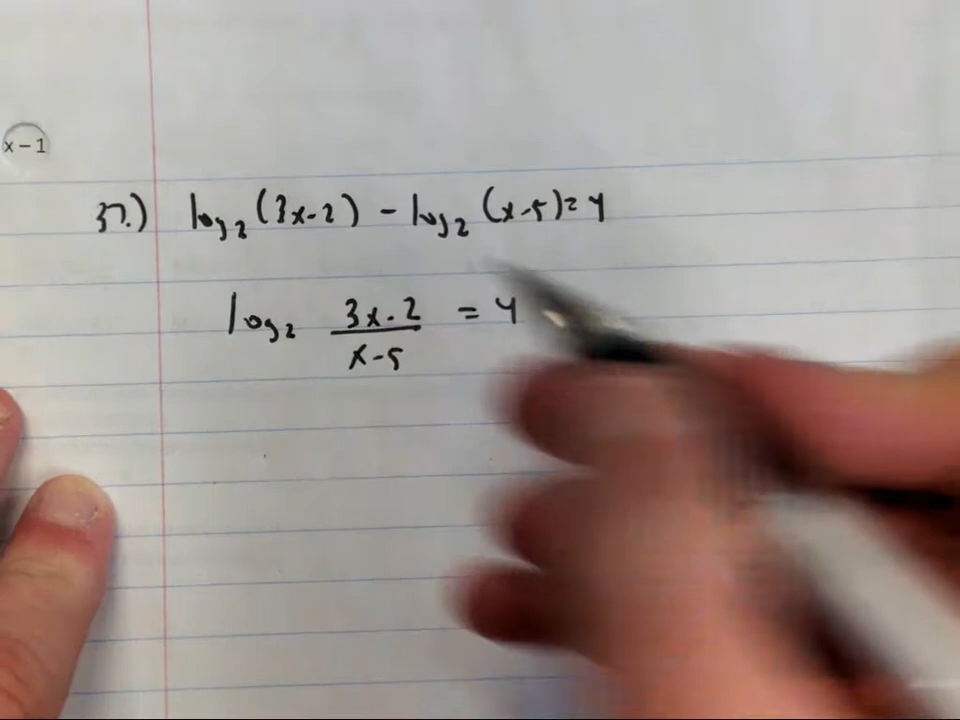 x-1
37.) log₂(3x-2) - log₂(x-5)=4
log₂ 3x-2 = 4
x-5